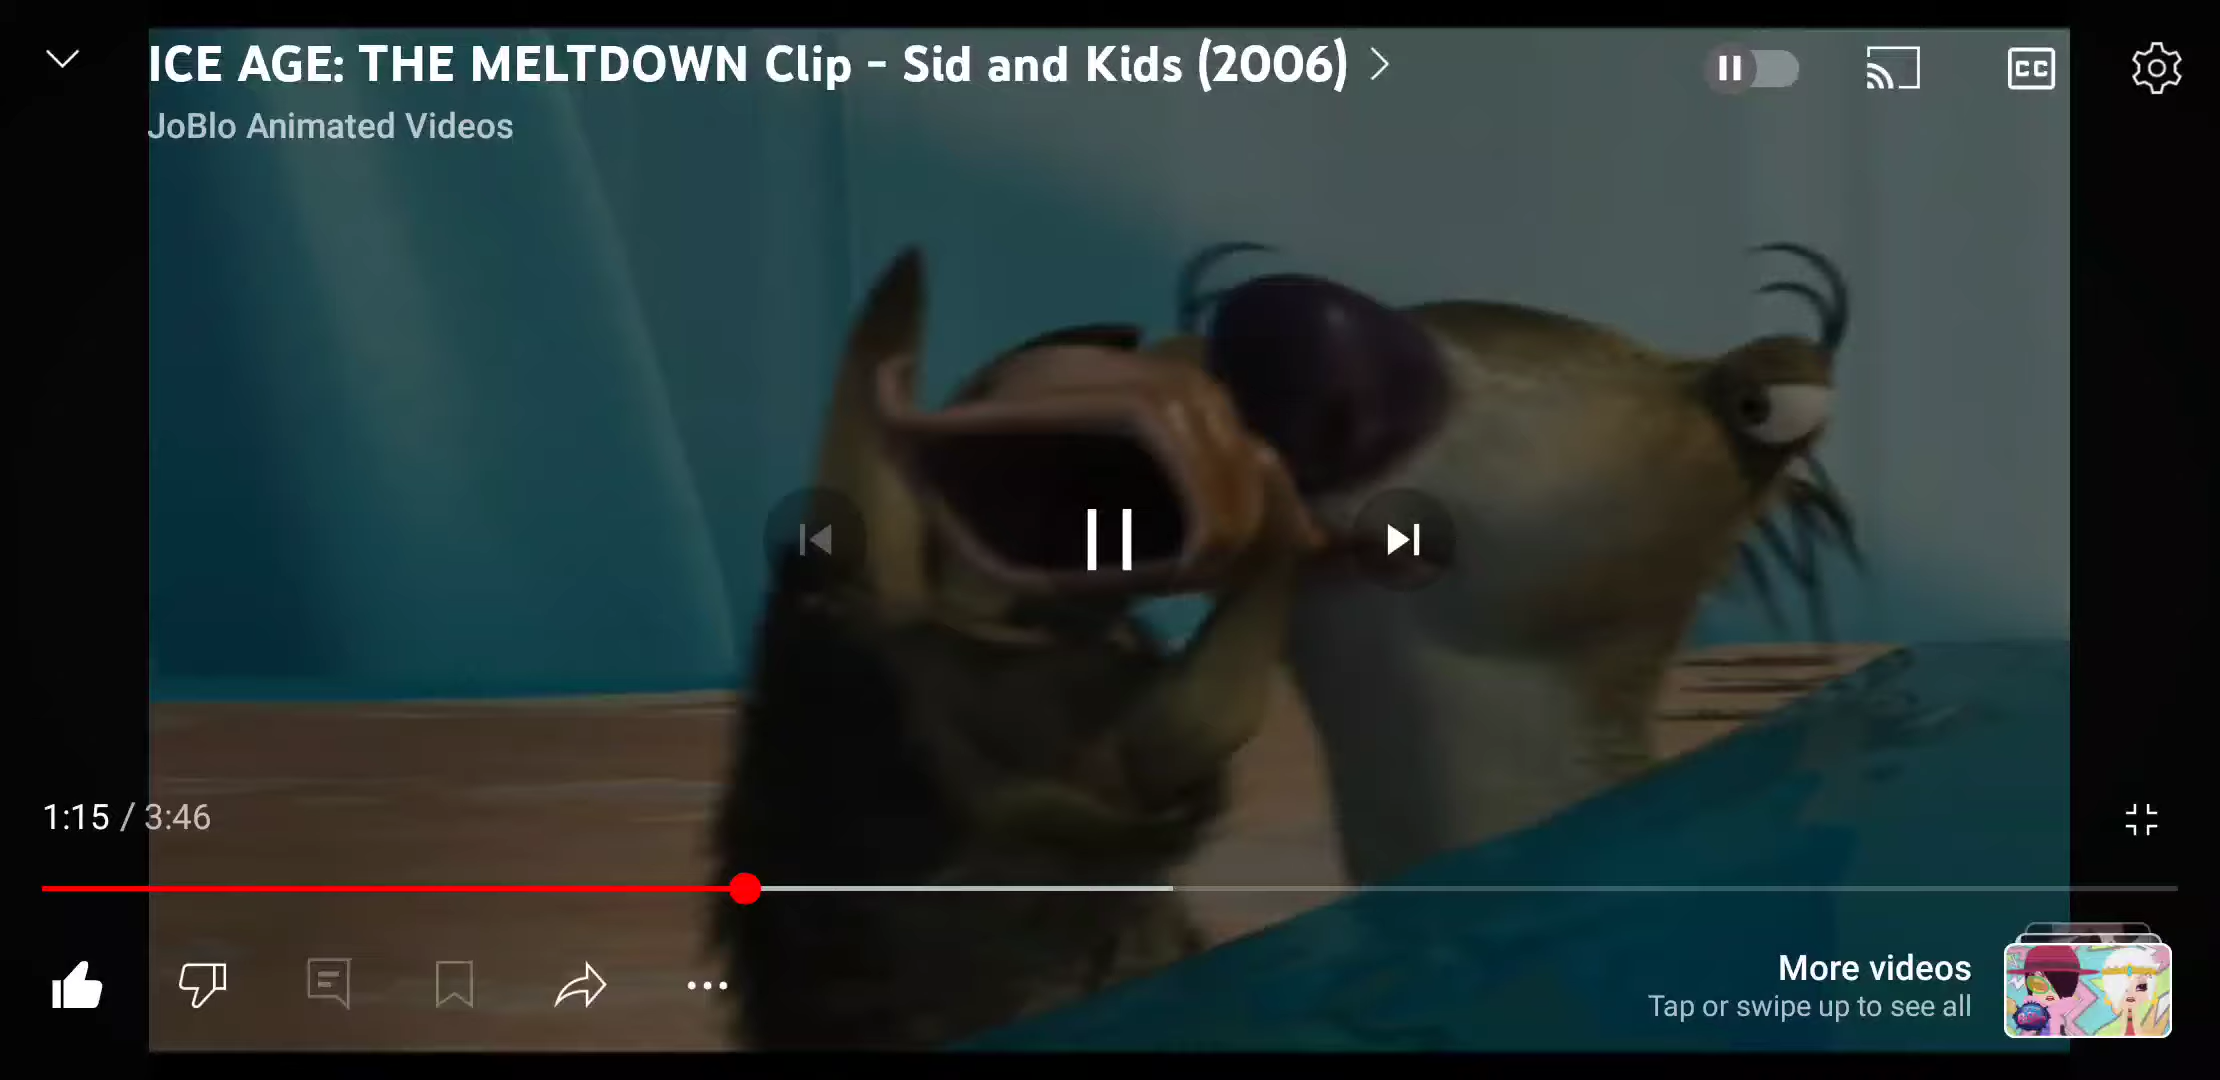 ICE AGE: THE MELTDOWN Clip - Sid and Kids (2006)
JoBlo Animated Videos
CC
1:15 / 3:46
More videos
Tap or swipe up to see all